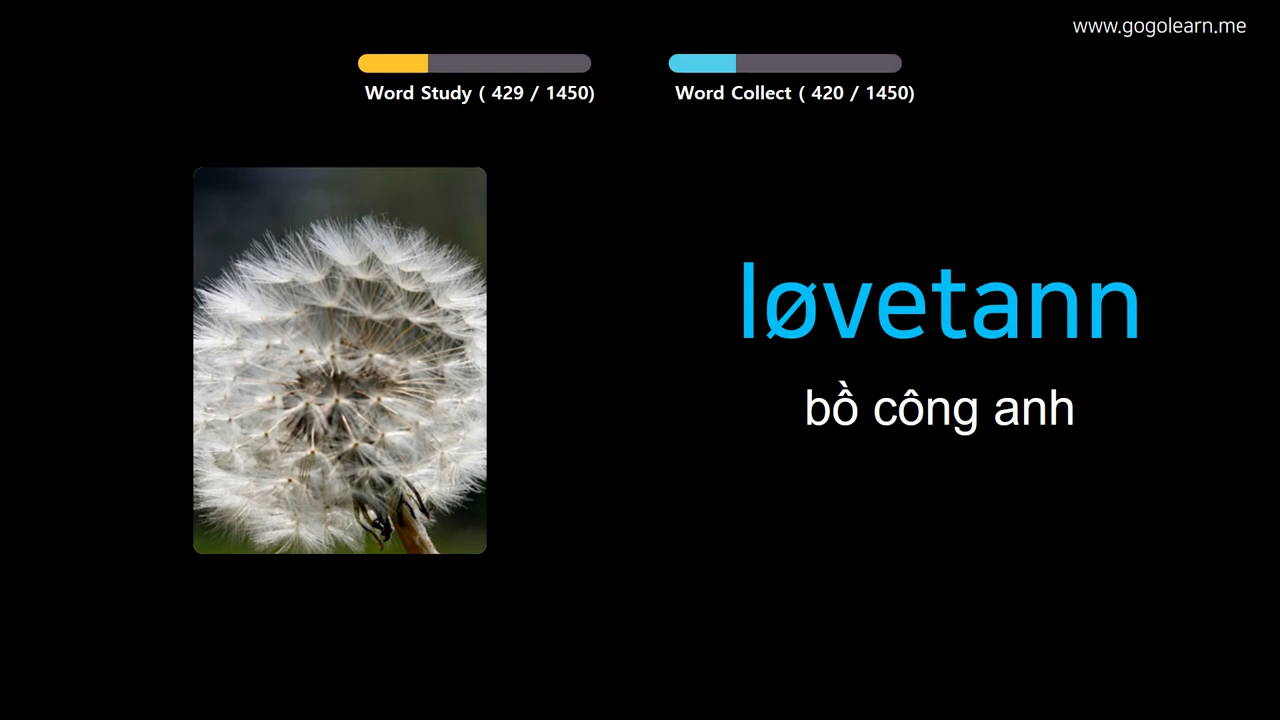 www.gogolearn.me
Word Study ( 429 / 1450)
Word Collect ( 420 / 1450)
løvetann
bồ công anh